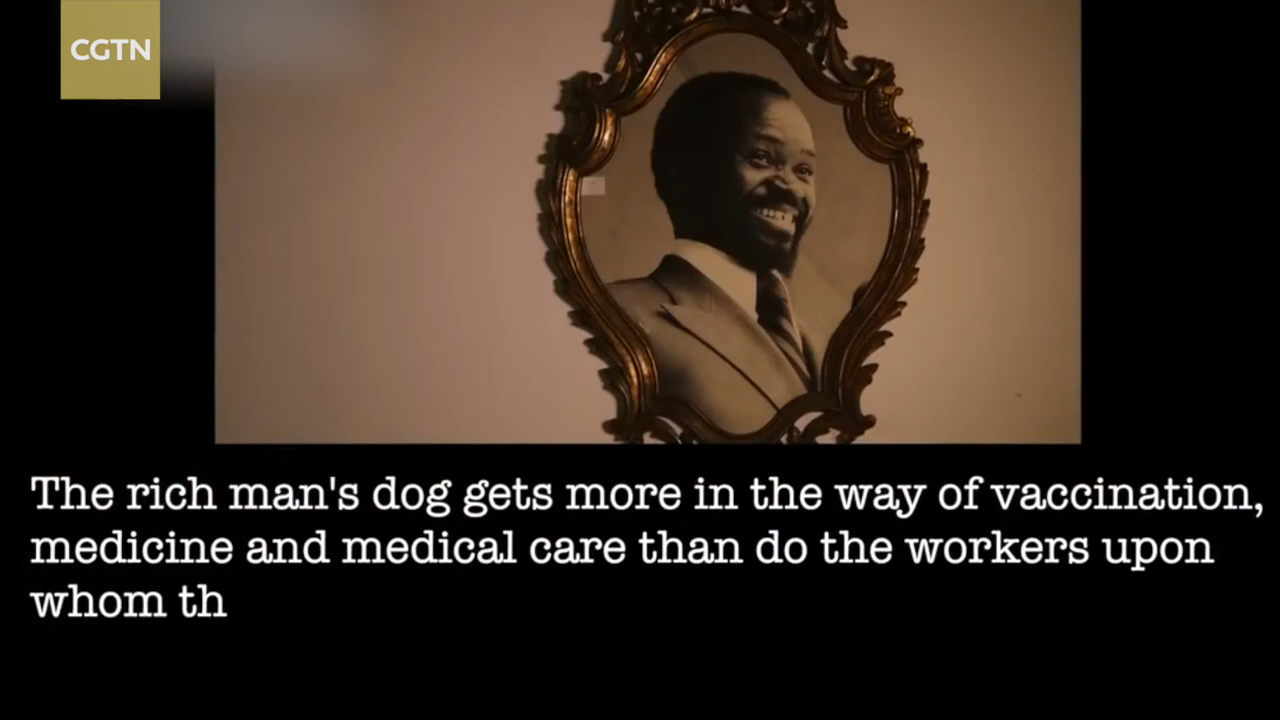 CGTN
The rich man's dog gets more in the way of vaccination,
medicine and medical care than do the workers upon
whom th